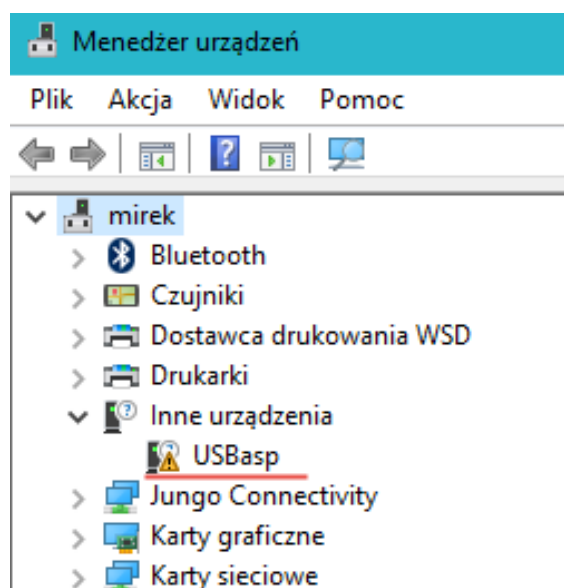 Menedżer urządzeń
Plik Akcja Widok Pomoc
mirek
Bluetooth
Czujniki
Dostawca drukowania WSD
Drukarki
Inne urządzenia
USBasp
Jungo Connectivity
Karty graficzne
Karty sieciowe